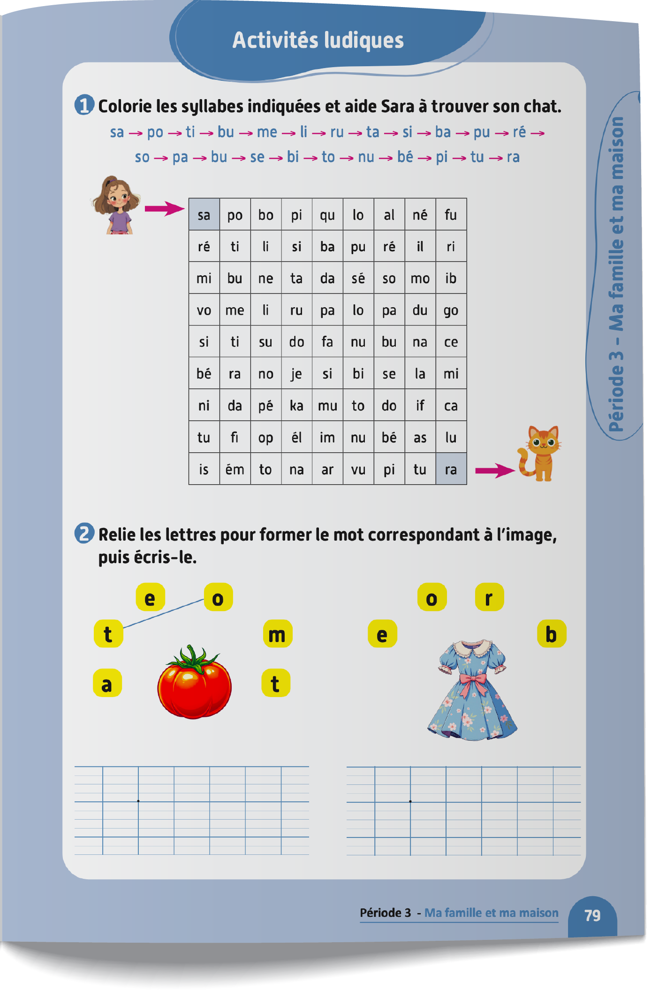 Activités ludiques
1 Colorie les syllabes indiquées et aide Sara à trouver son chat.
sa → po → ti → bu → me → li → ru → ta → si → ba → pu → ré →
so → pa → bu → se → bi → to → nu → bé → pi → tu → ra
sa po bo pi qu lo al né fu
ré ti li si ba pu ré il ri
mi bu ne ta da sé so mo ib
vo me li ru pa lo pa du go
si ti su do fa nu bu na ce
bé ra no je si bi se la mi
ni da pé ka mu to do if ca
tu fi op él im nu bé as lu
is ém to na ar vu pi tu ra
2 Relie les lettres pour former le mot correspondant à l'image,
puis écris-le.
e o
t m
a t
o r
e b
Période 3 - Ma famille et ma maison
79
Période 3 - Ma famille et ma maison